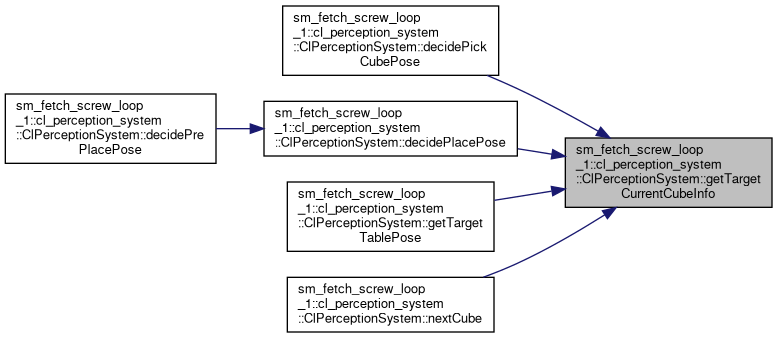 sm_fetch_screw_loop
_1::cl_perception_system
::ClPerceptionSystem::decidePick
CubePose
sm_fetch_screw_loop
_1::cl_perception_system
::ClPerceptionSystem::decidePre
PlacePose
sm_fetch_screw_loop
_1::cl_perception_system
::ClPerceptionSystem::decidePlacePose
sm_fetch_screw_loop
_1::cl_perception_system
::ClPerceptionSystem::getTarget
CurrentCubeInfo
sm_fetch_screw_loop
_1::cl_perception_system
::ClPerceptionSystem::getTarget
TablePose
sm_fetch_screw_loop
_1::cl_perception_system
::ClPerceptionSystem::nextCube